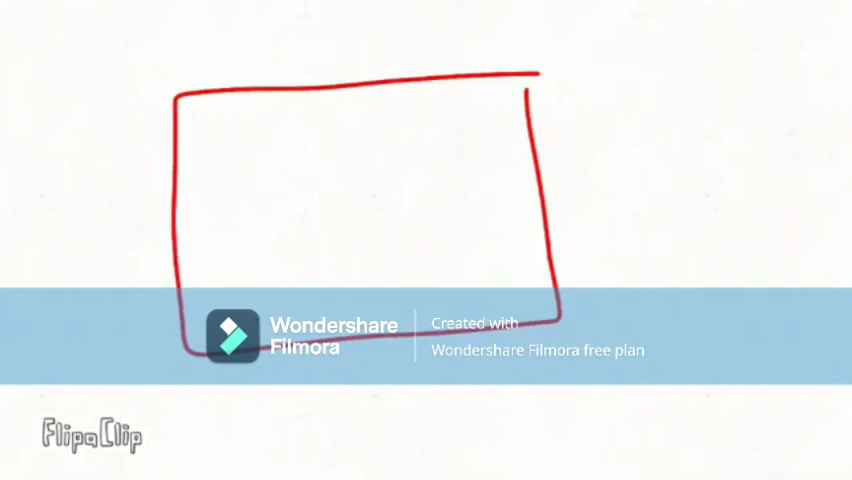 Wondershare
Filmora
Created with
Wondershare Filmora free plan
FlipaClip